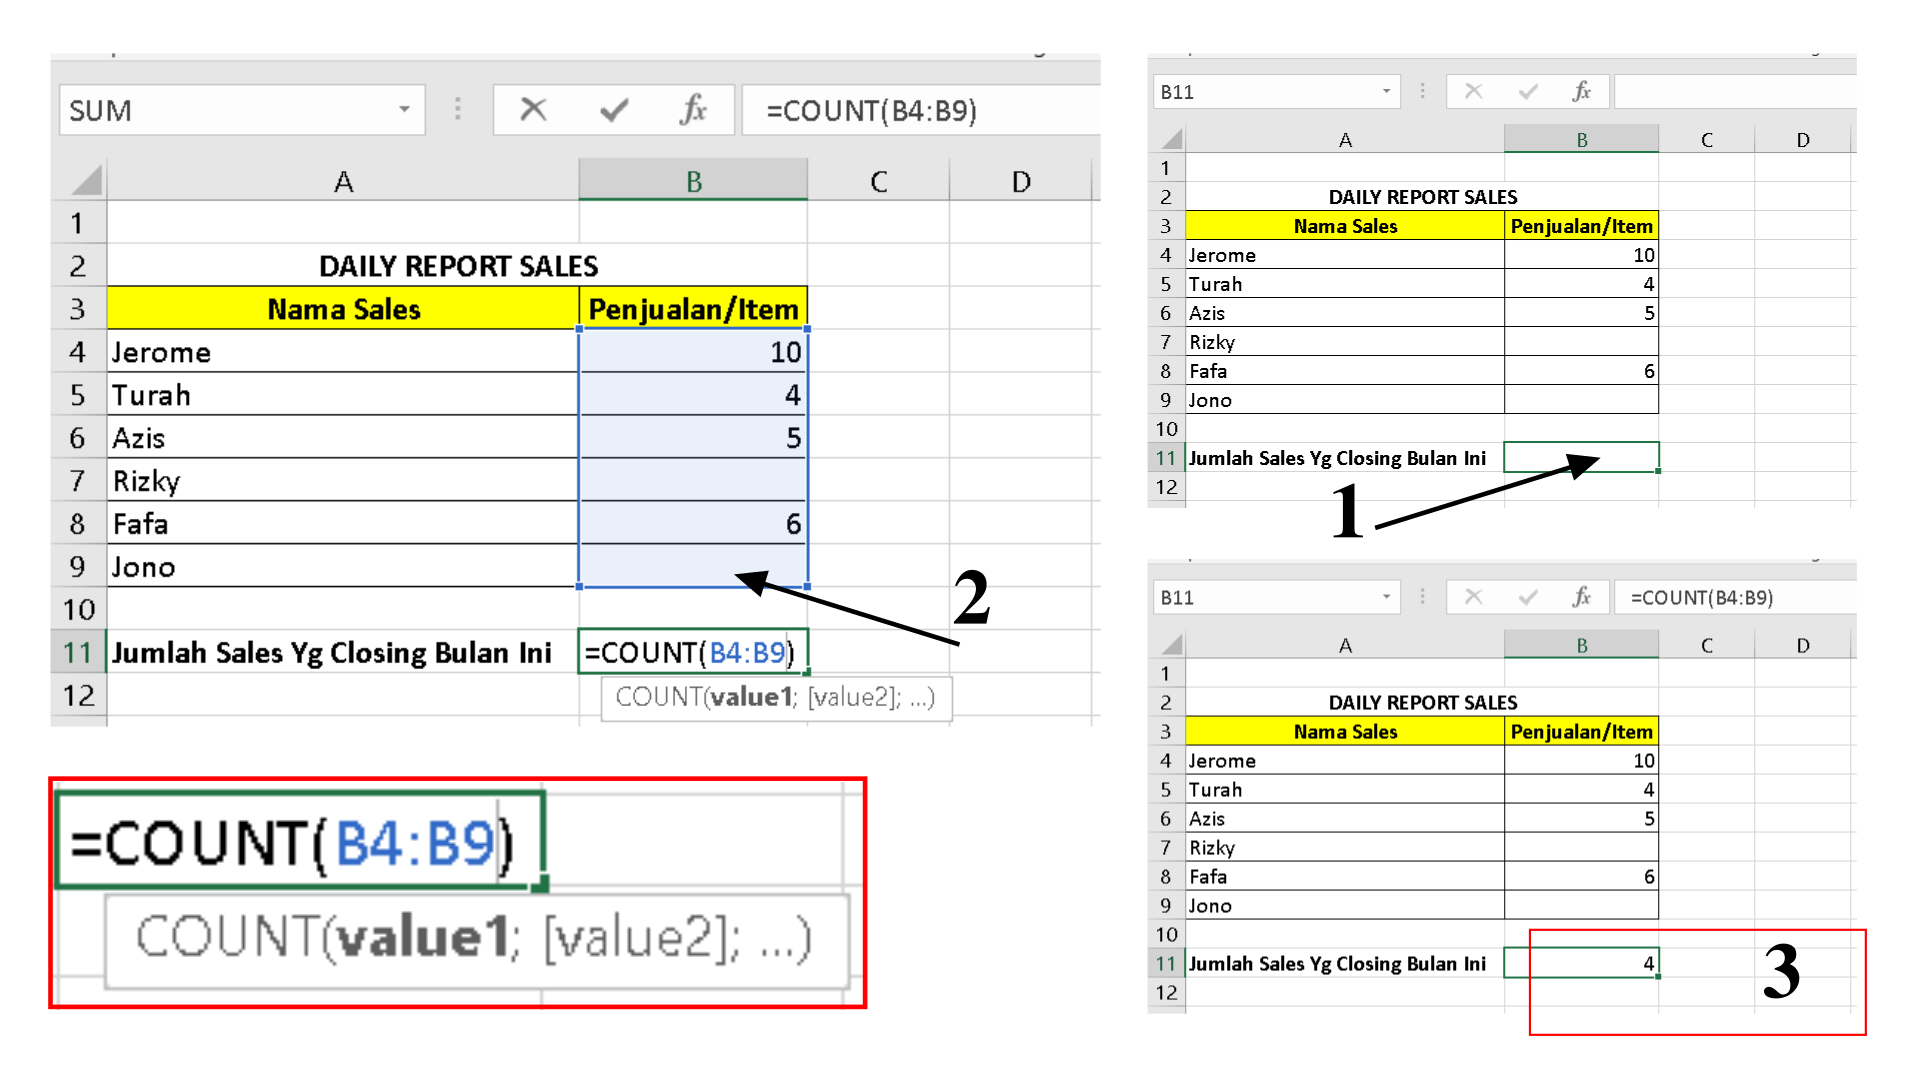 SUM =COUNT(B4:B9)
A B C D
1
2 DAILY REPORT SALES
3 Nama Sales Penjualan/Item
4 Jerome 10
5 Turah 4
6 Azis 5
7 Rizky
8 Fafa 6
9 Jono
10
11 Jumlah Sales Yg Closing Bulan Ini =COUNT(B4:B9)
12 COUNT(value1; [value2]; ...)
2
=COUNT(B4:B9)
COUNT(value1; [value2]; ...)
B11 fx
A B C D
1
2 DAILY REPORT SALES
3 Nama Sales Penjualan/Item
4 Jerome 10
5 Turah 4
6 Azis 5
7 Rizky
8 Fafa 6
9 Jono
10
11 Jumlah Sales Yg Closing Bulan Ini
12
1
B11 fx =COUNT(B4:B9)
A B C D
1
2 DAILY REPORT SALES
3 Nama Sales Penjualan/Item
4 Jerome 10
5 Turah 4
6 Azis 5
7 Rizky
8 Fafa 6
9 Jono
10
11 Jumlah Sales Yg Closing Bulan Ini 4
12
3